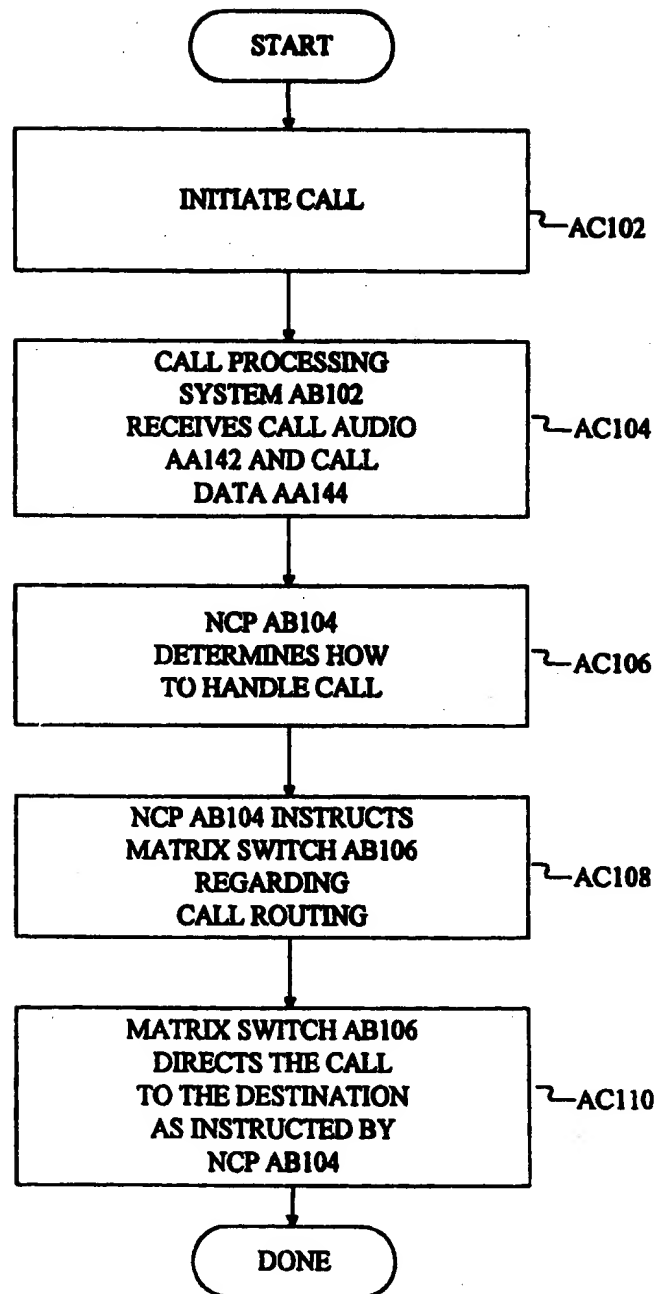 START
INITIATE CALL
AC102
CALL PROCESSING
SYSTEM AB102
RECEIVES CALL AUDIO
AA142 AND CALL
DATA AA144
AC104
NCP AB104
DETERMINES HOW
TO HANDLE CALL
AC106
NCP AB104 INSTRUCTS
MATRIX SWITCH AB106
REGARDING
CALL ROUTING
AC108
MATRIX SWITCH AB106
DIRECTS THE CALL
TO THE DESTINATION
AS INSTRUCTED BY
NCP AB104
AC110
DONE